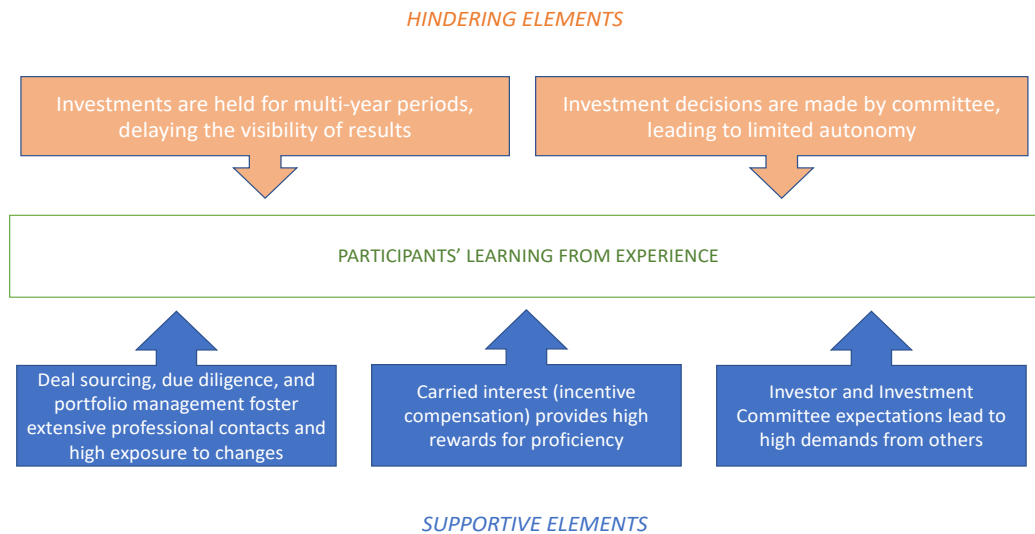 HINDERING ELEMENTS
Investments are held for multi-year periods,
delaying the visibility of results
Investment decisions are made by committee,
leading to limited autonomy
PARTICIPANTS’ LEARNING FROM EXPERIENCE
Deal sourcing, due diligence, and
portfolio management foster
extensive professional contacts and
high exposure to changes
Carried interest (incentive
compensation) provides high
rewards for proficiency
Investor and Investment
Committee expectations lead to
high demands from others
SUPPORTIVE ELEMENTS